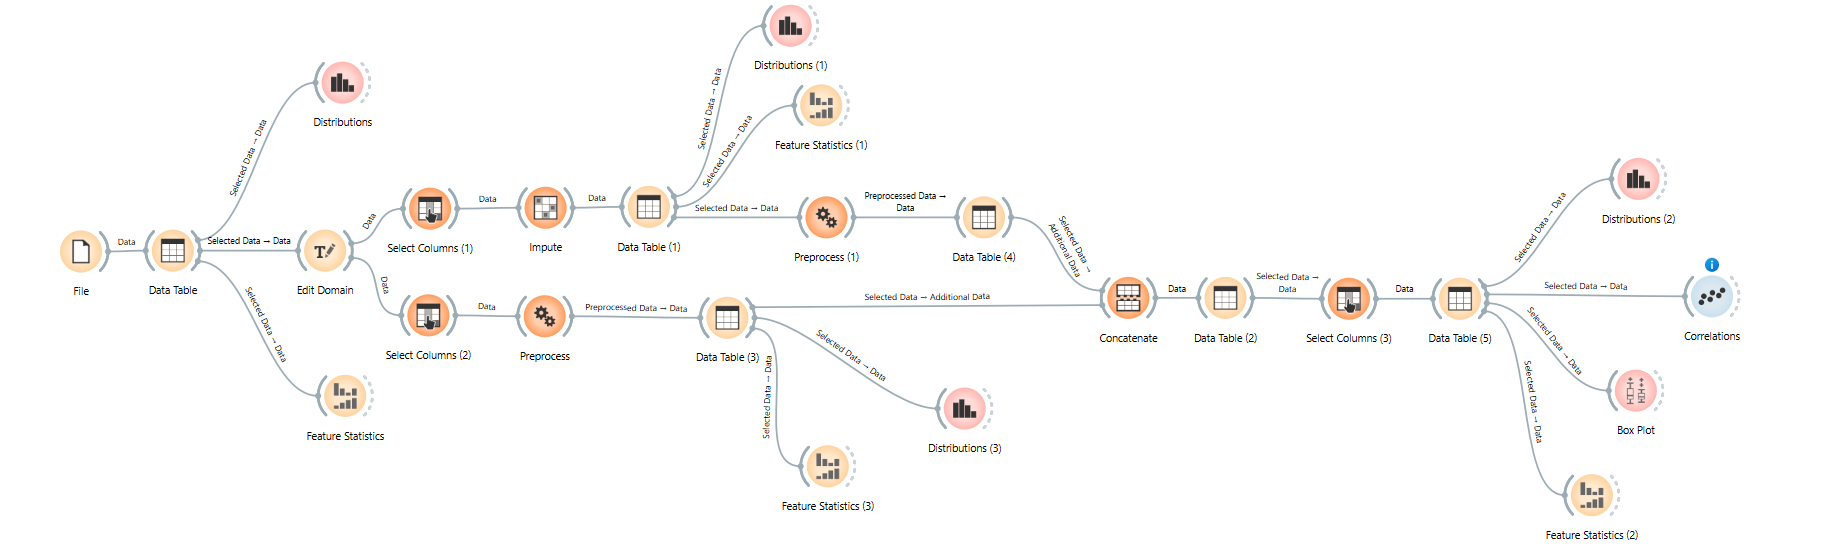 Distributions (1)
Selected Data → Data
Distributions
Selected Data → Data
Feature Statistics (1)
Selected Data → Data
File
Data
Data Table
Selected Data → Data
Edit Domain
Data
Select Columns (1)
Data
Impute
Data
Data Table (1)
Selected Data → Data
Preprocess (1)
Preprocessed Data →
Data
Data Table (4)
Selected Data →
Additional Data
Data
Select Columns (2)
Data
Preprocess
Preprocessed Data → Data
Data Table (3)
Selected Data → Additional Data
Concatenate
Data
Data Table (2)
Selected Data →
Data
Select Columns (3)
Data
Data Table (5)
Selected Data → Data
Distributions (2)
Selected Data → Data
i
Correlations
Selected Data → Data
Box Plot
Selected Data → Data
Feature Statistics (2)
Selected Data → Data
Feature Statistics
Selected Data → Data
Distributions (3)
Selected Data → Data
Feature Statistics (3)